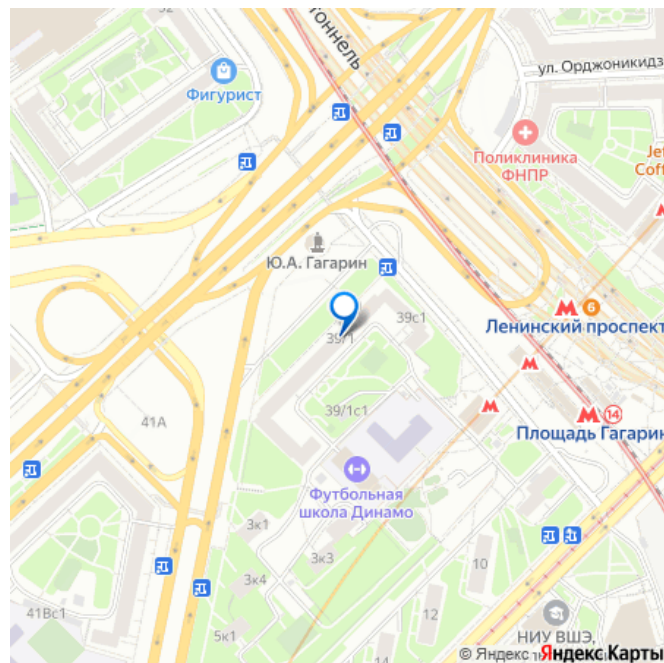 тоннель
ул. Орджоникидз
Фигурист
Поликлиника
ФНПР
Jef
Coff
Ю.А. Гагарин
6
39с1
39/1
Ленинский проспект
14
39/1с1
41А
Площадь Гагарин
Футбольная
школа Динамо
3к1
3к3
10
3к4
12
41Вс1
5к1
НИУ ВШЭ,
© Яндекс Яндекс Карты